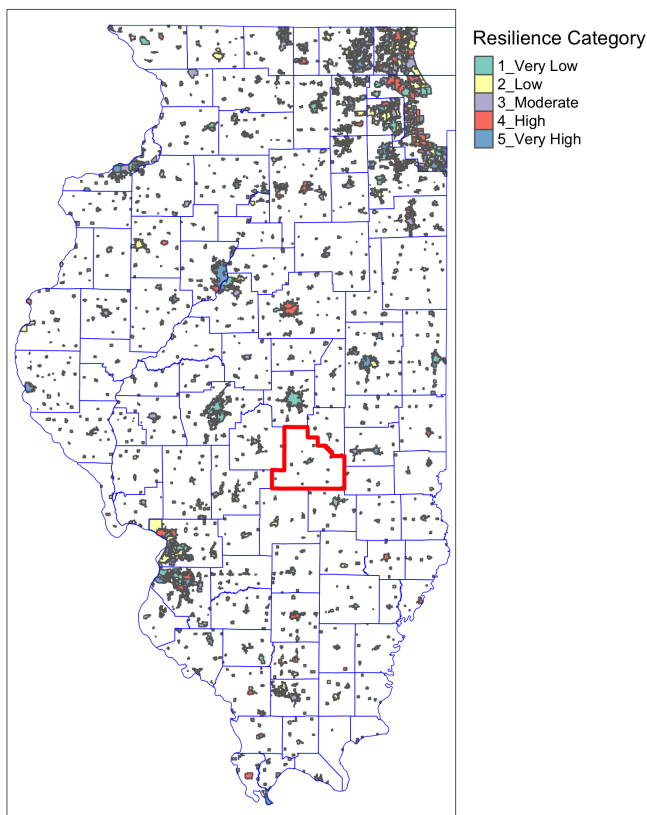 Resilience Category
1_Very Low
2_Low
3_Moderate
4_High
5_Very High